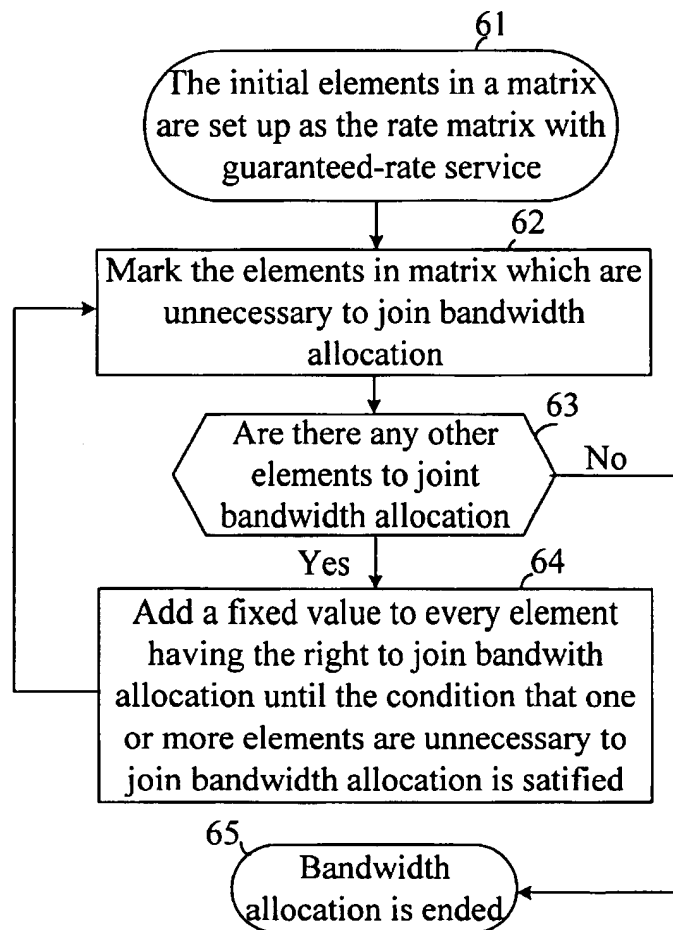 61
The initial elements in a matrix
are set up as the rate matrix with
guaranteed-rate service
62
Mark the elements in matrix which are
unnecessary to join bandwidth
allocation
63
Are there any other
elements to joint
bandwidth allocation
No
Yes
64
Add a fixed value to every element
having the right to join bandwith
allocation until the condition that one
or more elements are unnecessary to
join bandwidth allocation is satified
65
Bandwidth
allocation is ended